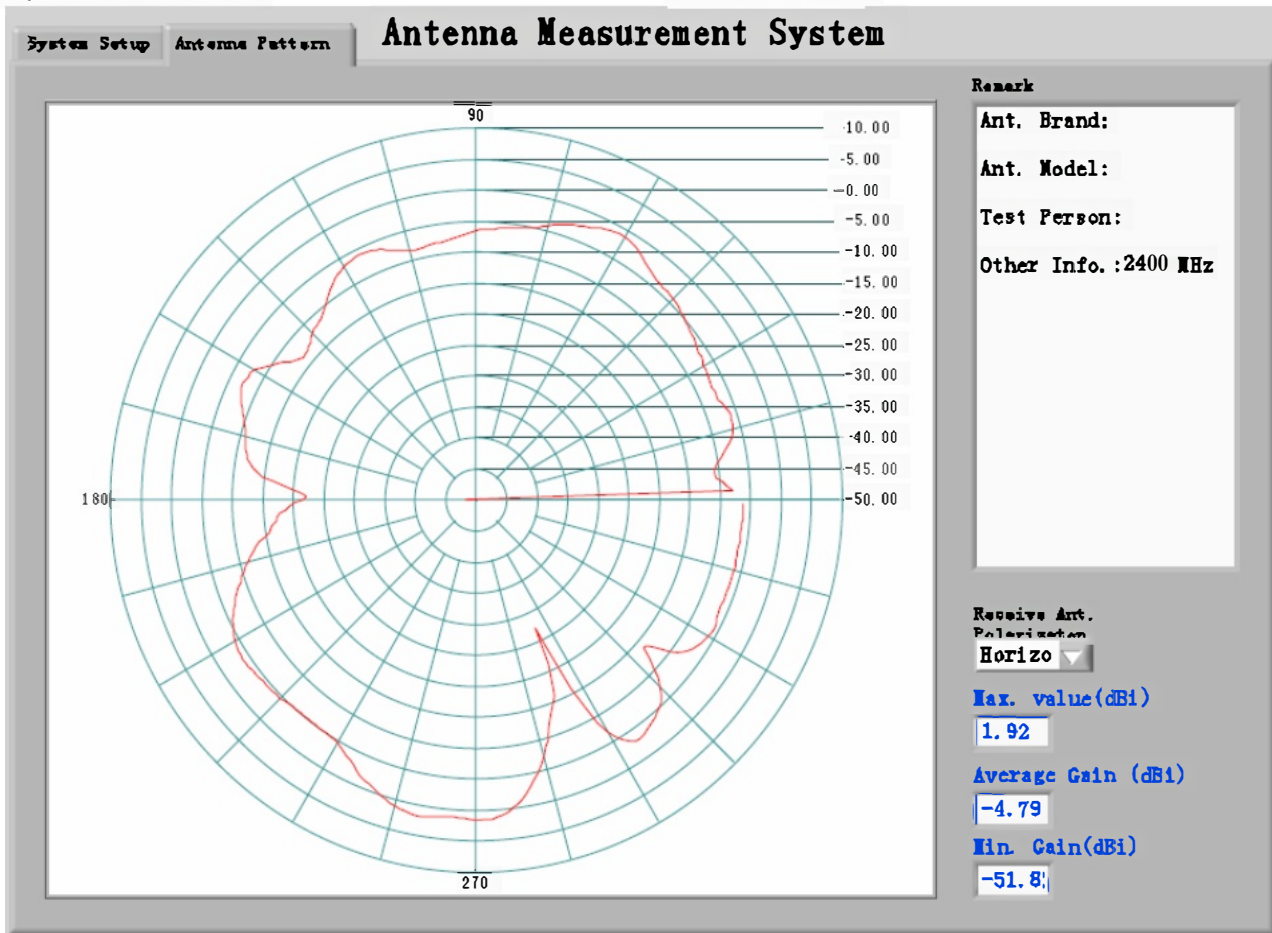 Antenna Measurement System
System Setup
Antenna Pattern
90
10.00
-5.00
-0.00
-5.00
-10.00
-15.00
-20.00
-25.00
-30.00
-35.00
-40.00
-45.00
-50.00
180
270
Remark
Ant. Brand:
Ant. Model:
Test Person:
Other Info.:2400 MHz
Receive Ant.
Polarizaton
Horizo
Max. value(dBi)
1.92
Average Gain (dBi)
-4.79
Min. Gain(dBi)
-51.8